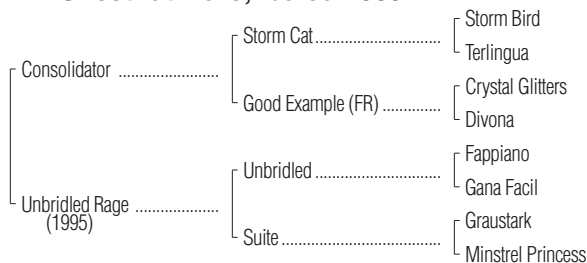 Storm Bird
Storm Cat
Terlingua
Consolidator
Crystal Glitters
Good Example (FR)
Divona
Fappiano
Unbridled
Gana Facil
Unbridled Rage
(1995)
Graustark
Suite
Minstrel Princess